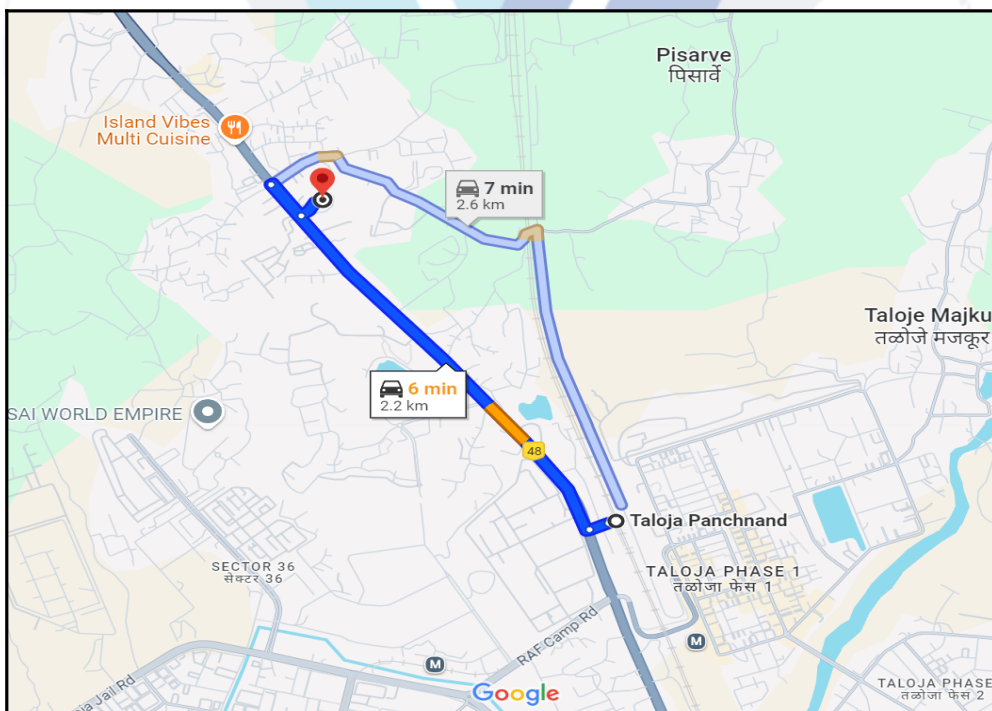 Pisarve
पिसार्वे
Island Vibes
Multi Cuisine
7 min
2.6 km
Taloje Majku
तळोजे मजकूर
6 min
2.2 km
SAI WORLD EMPIRE
48
Taloja Panchnand
SECTOR 36
सेक्टर 36
TALOJA PHASE 1
तळोजा फेस 1
RAF Camp Rd
M
M
Jail Rd
Google
TALOJA PHASE
तळोजा फेस 2